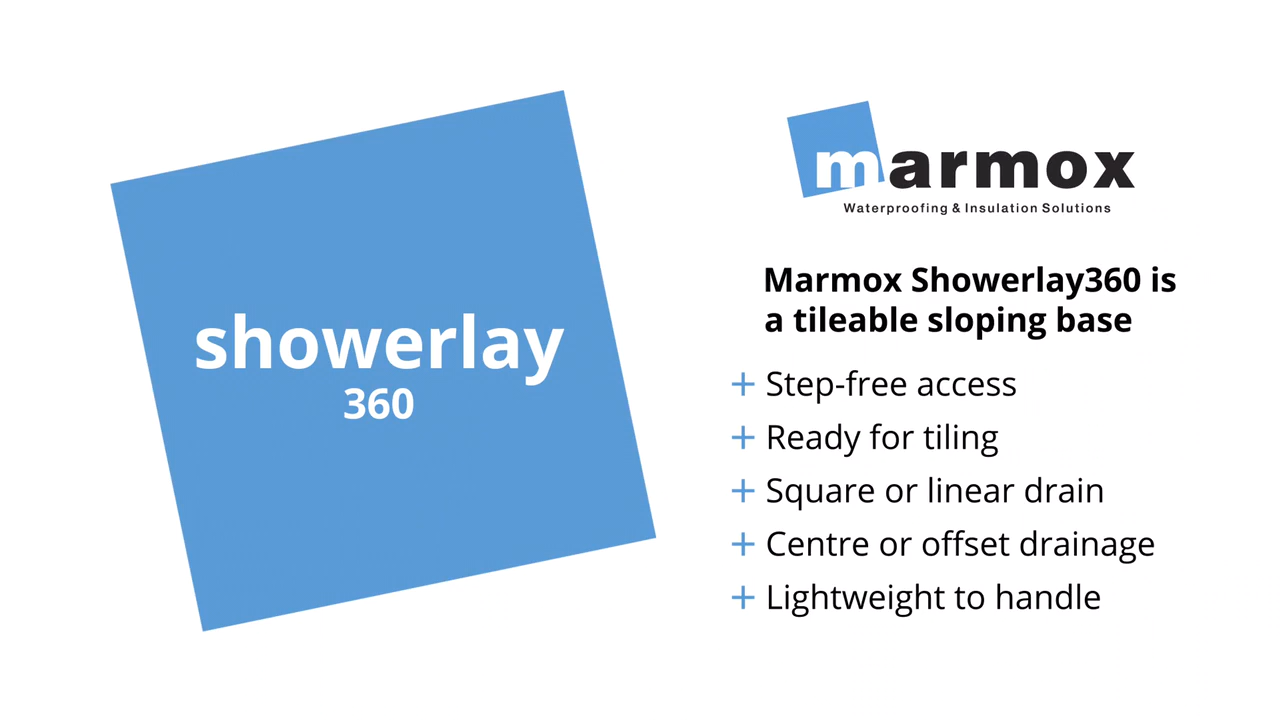 showerlay
360
marmox
Waterproofing & Insulation Solutions
Marmox Showerlay360 is
a tileable sloping base
+ Step-free access
+ Ready for tiling
+ Square or linear drain
+ Centre or offset drainage
+ Lightweight to handle